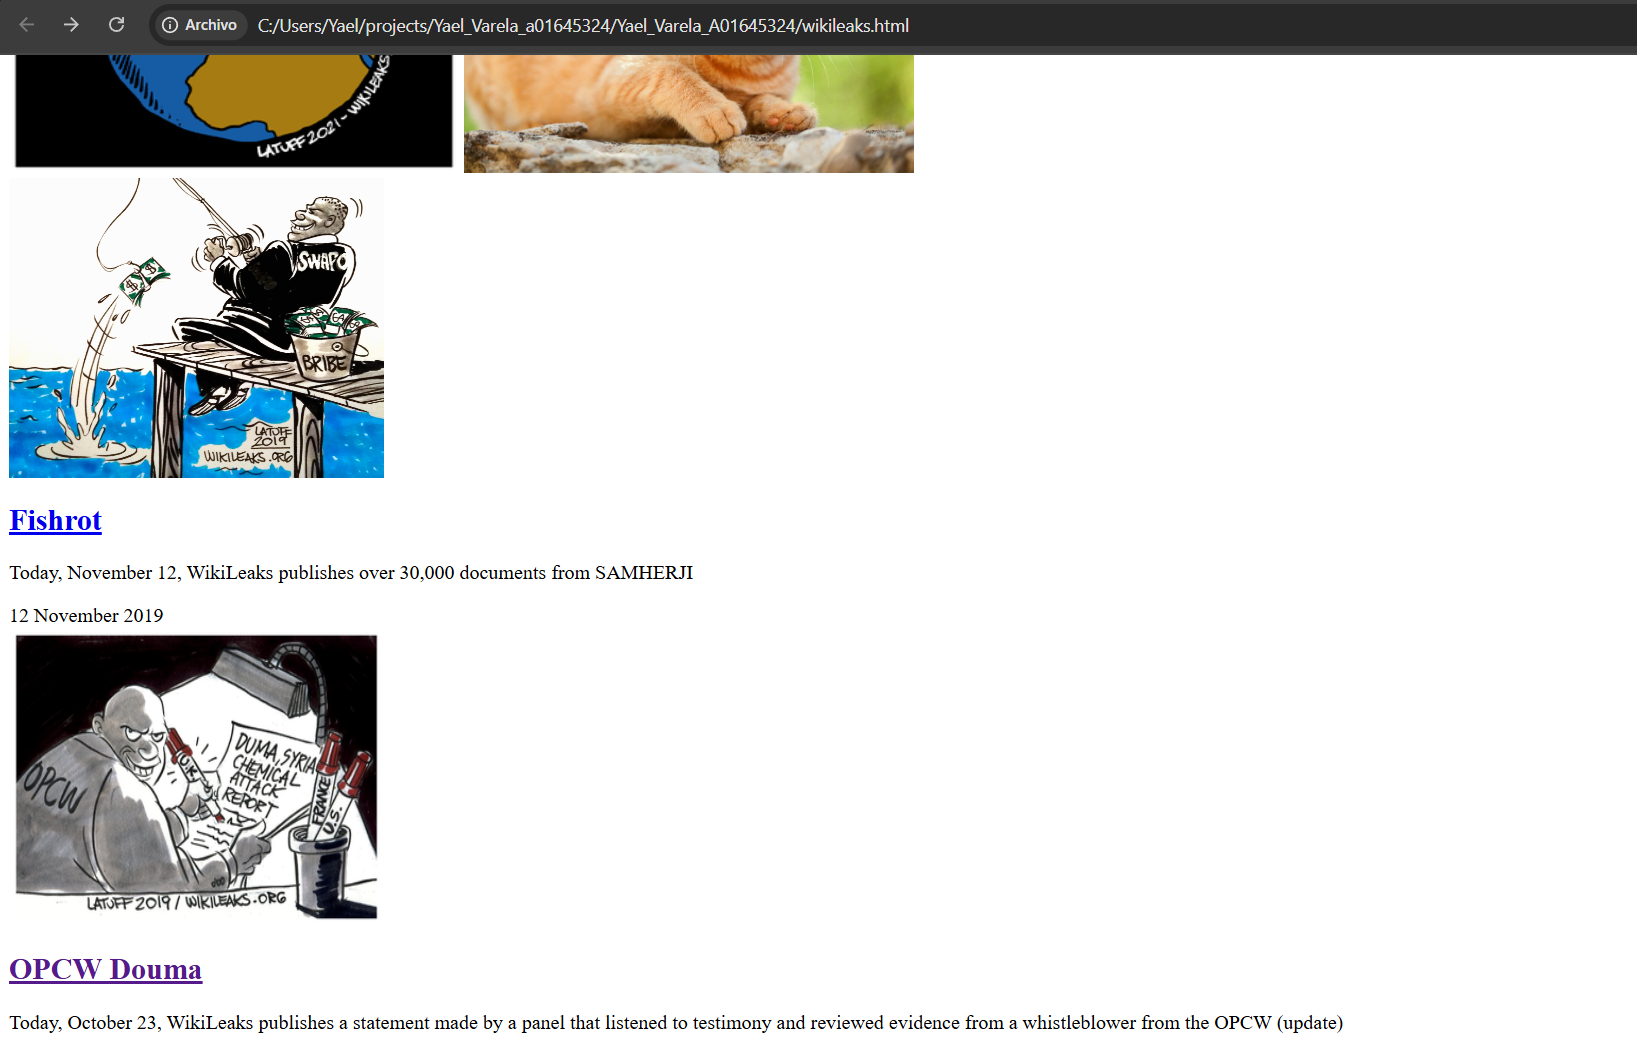 Archivo
C:/Users/Yael/projects/Yael_Varela_a01645324/Yael_Varela_A01645324/wikileaks.html
LATUFF 2021 - WIKILEAKS
SWAPO
$ $
BRIBE
LATUFF
2019
WIKILEAKS.ORG
Fishrot
Today, November 12, WikiLeaks publishes over 30,000 documents from SAMHERJI
12 November 2019
OPCW
U.K.
DUMA, SYRIA
CHEMICAL
ATTACK
REPORT
FRANCE
U.S.
LATUFF 2019 / WIKILEAKS.ORG
OPCW Douma
Today, October 23, WikiLeaks publishes a statement made by a panel that listened to testimony and reviewed evidence from a whistleblower from the OPCW (update)